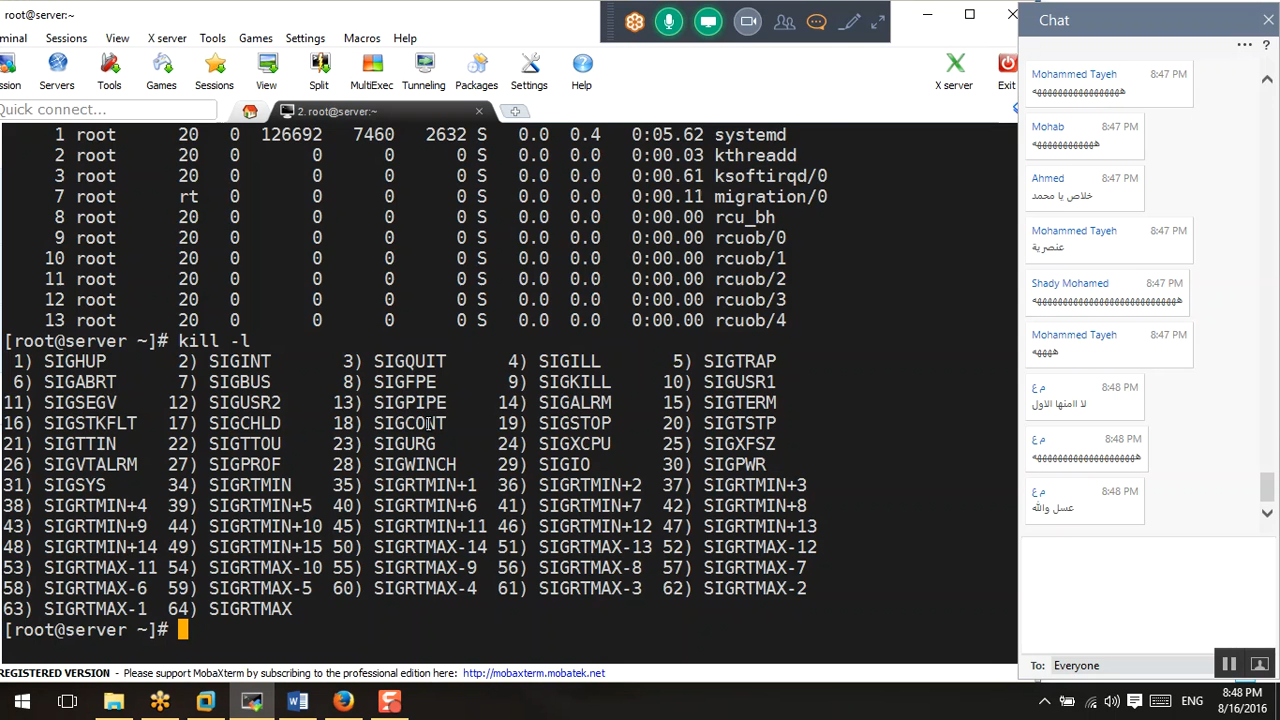 root@server:~
minal Sessions View X server Tools Games Settings Macros Help
ssion Servers Tools Games Sessions View Split MultiExec Tunneling Packages Settings Help X server Exit
Quick connect...
2. root@server:~
1 root 20 0 126692 7460 2632 S 0.0 0.4 0:05.62 systemd
2 root 20 0 0 0 0 S 0.0 0.0 0:00.03 kthreadd
3 root 20 0 0 0 0 S 0.0 0.0 0:00.61 ksoftirqd/0
7 root rt 0 0 0 0 S 0.0 0.0 0:00.11 migration/0
8 root 20 0 0 0 0 S 0.0 0.0 0:00.00 rcu_bh
9 root 20 0 0 0 0 S 0.0 0.0 0:00.00 rcuob/0
10 root 20 0 0 0 0 S 0.0 0.0 0:00.00 rcuob/1
11 root 20 0 0 0 0 S 0.0 0.0 0:00.00 rcuob/2
12 root 20 0 0 0 0 S 0.0 0.0 0:00.00 rcuob/3
13 root 20 0 0 0 0 S 0.0 0.0 0:00.00 rcuob/4
[root@server ~]# kill -l
1) SIGHUP 2) SIGINT 3) SIGQUIT 4) SIGILL 5) SIGTRAP
6) SIGABRT 7) SIGBUS 8) SIGFPE 9) SIGKILL 10) SIGUSR1
11) SIGSEGV 12) SIGUSR2 13) SIGPIPE 14) SIGALRM 15) SIGTERM
16) SIGSTKFLT 17) SIGCHLD 18) SIGCONT 19) SIGSTOP 20) SIGTSTP
21) SIGTTIN 22) SIGTTOU 23) SIGURG 24) SIGXCPU 25) SIGXFSZ
26) SIGVTALRM 27) SIGPROF 28) SIGWINCH 29) SIGIO 30) SIGPWR
31) SIGSYS 34) SIGRTMIN 35) SIGRTMIN+1 36) SIGRTMIN+2 37) SIGRTMIN+3
38) SIGRTMIN+4 39) SIGRTMIN+5 40) SIGRTMIN+6 41) SIGRTMIN+7 42) SIGRTMIN+8
43) SIGRTMIN+9 44) SIGRTMIN+10 45) SIGRTMIN+11 46) SIGRTMIN+12 47) SIGRTMIN+13
48) SIGRTMIN+14 49) SIGRTMIN+15 50) SIGRTMAX-14 51) SIGRTMAX-13 52) SIGRTMAX-12
53) SIGRTMAX-11 54) SIGRTMAX-10 55) SIGRTMAX-9 56) SIGRTMAX-8 57) SIGRTMAX-7
58) SIGRTMAX-6 59) SIGRTMAX-5 60) SIGRTMAX-4 61) SIGRTMAX-3 62) SIGRTMAX-2
63) SIGRTMAX-1 64) SIGRTMAX
[root@server ~]#
REGISTERED VERSION - Please support MobaXterm by subscribing to the professional edition here: http://mobaxterm.mobatek.net
Chat
Mohammed Tayeh 8:47 PM
Mohab 8:47 PM
Ahmed 8:47 PM
خلاص يا محمد
Mohammed Tayeh 8:47 PM
عنصرية
Shady Mohamed 8:47 PM
Mohammed Tayeh 8:47 PM
ههههه
م ع 8:48 PM
لا اامنها الاول
م ع 8:48 PM
م ع 8:48 PM
عسل والله
To: Everyone
ENG
8:48 PM
8/16/2016